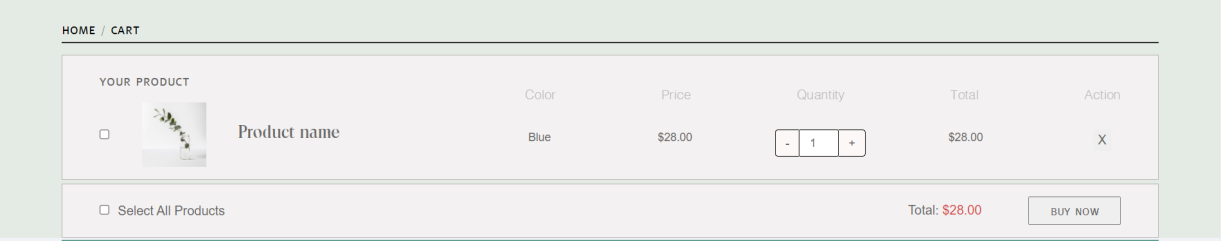 HOME / CART
YOUR PRODUCT
Color Price Quantity Total Action
Product name Blue $28.00 - 1 + $28.00 X
Select All Products Total: $28.00 BUY NOW